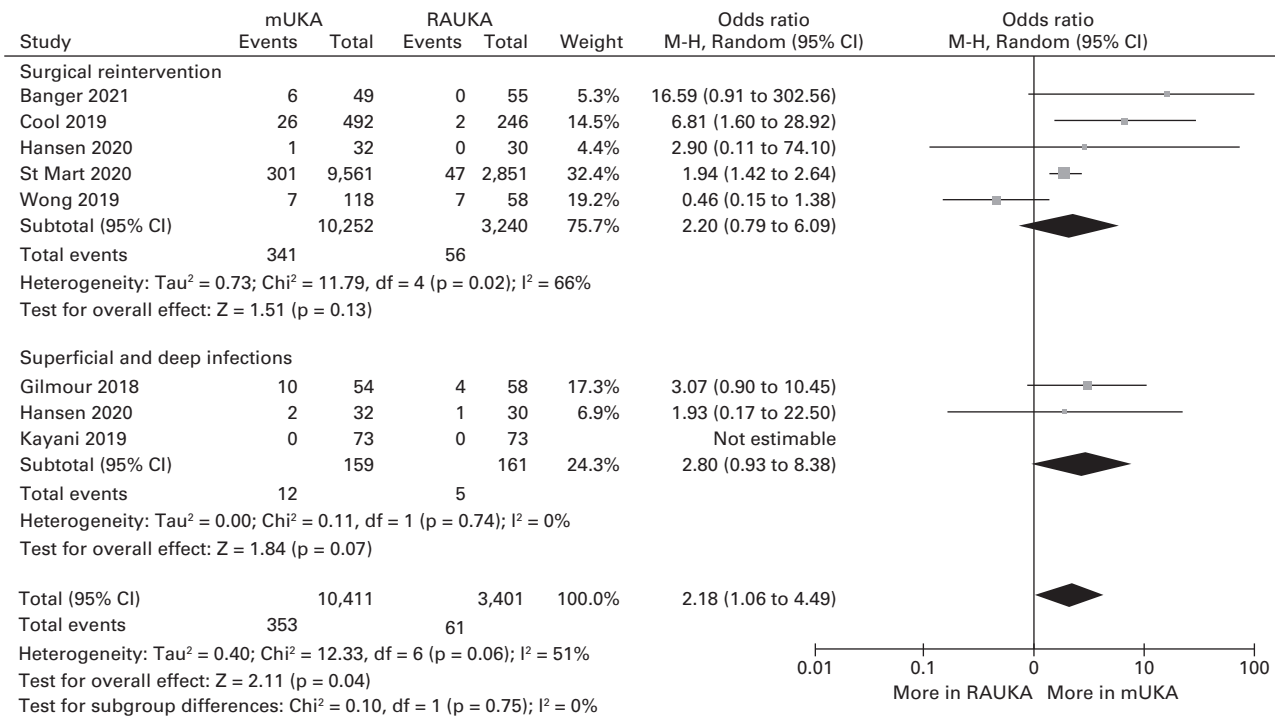 mUKA RAUKA Odds ratio Odds ratio
Study Events Total Events Total Weight M-H, Random (95% CI) M-H, Random (95% CI)
Surgical reintervention
Banger 2021 6 49 0 55 5.3% 16.59 (0.91 to 302.56)
Cool 2019 26 492 2 246 14.5% 6.81 (1.60 to 28.92)
Hansen 2020 1 32 0 30 4.4% 2.90 (0.11 to 74.10)
St Mart 2020 301 9,561 47 2,851 32.4% 1.94 (1.42 to 2.64)
Wong 2019 7 118 7 58 19.2% 0.46 (0.15 to 1.38)
Subtotal (95% CI) 10,252 3,240 75.7% 2.20 (0.79 to 6.09)
Total events 341 56
Heterogeneity: Tau² = 0.73; Chi² = 11.79, df = 4 (p = 0.02); I² = 66%
Test for overall effect: Z = 1.51 (p = 0.13)
Superficial and deep infections
Gilmour 2018 10 54 4 58 17.3% 3.07 (0.90 to 10.45)
Hansen 2020 2 32 1 30 6.9% 1.93 (0.17 to 22.50)
Kayani 2019 0 73 0 73 Not estimable
Subtotal (95% CI) 159 161 24.3% 2.80 (0.93 to 8.38)
Total events 12 5
Heterogeneity: Tau² = 0.00; Chi² = 0.11, df = 1 (p = 0.74); I² = 0%
Test for overall effect: Z = 1.84 (p = 0.07)
Total (95% CI) 10,411 3,401 100.0% 2.18 (1.06 to 4.49)
Total events 353 61
Heterogeneity: Tau² = 0.40; Chi² = 12.33, df = 6 (p = 0.06); I² = 51%
Test for overall effect: Z = 2.11 (p = 0.04)
Test for subgroup differences: Chi² = 0.10, df = 1 (p = 0.75); I² = 0%
0.01 0.1 0 10 100
More in RAUKA More in mUKA